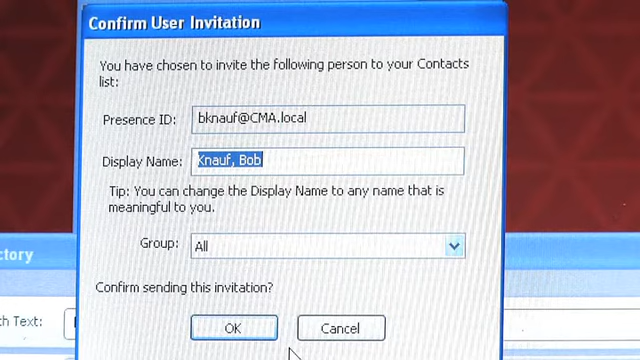 Confirm User Invitation
You have chosen to invite the following person to your Contacts
list:
Presence ID: bknauf@CMA.local
Display Name: Knauf, Bob
Tip: You can change the Display Name to any name that is
meaningful to you.
Group: All
ctory
Confirm sending this invitation?
th Text:
OK Cancel